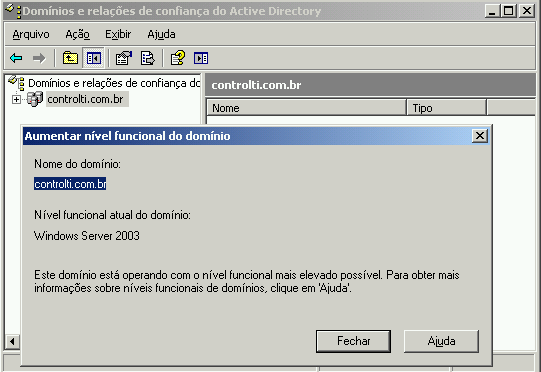 Domínios e relações de confiança do Active Directory
Arquivo Ação Exibir Ajuda
Domínios e relações de confiança do
controlti.com.br
controlti.com.br
Nome Tipo
Aumentar nível funcional do domínio
Nome do domínio:
controlti.com.br
Nível funcional atual do domínio:
Windows Server 2003
Este domínio está operando com o nível funcional mais elevado possível. Para obter mais
informações sobre níveis funcionais de domínios, clique em 'Ajuda'.
Fechar Ajuda